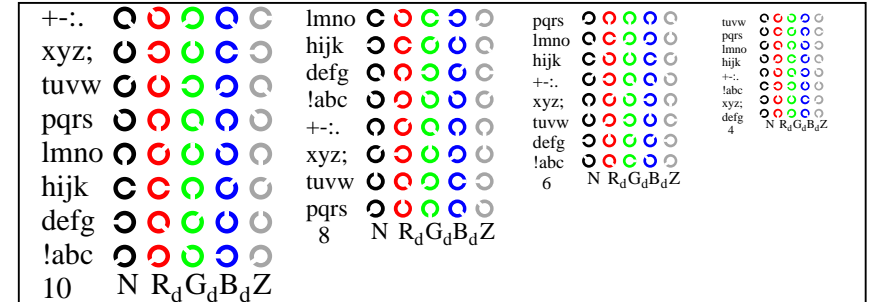 +-:.
xyz;
tuvw
pqrs
lmno
hijk
defg
!abc
10 N RdGdBdZ
lmno
hijk
defg
!abc
+-:.
xyz;
tuvw
pqrs
8 N RdGdBdZ
pqrs
lmno
hijk
+-:.
xyz;
tuvw
defg
!abc
6 N RdGdBdZ
tuvw
pqrs
lmno
hijk
+-:.
!abc
xyz;
defg
4 N RdGdBdZ